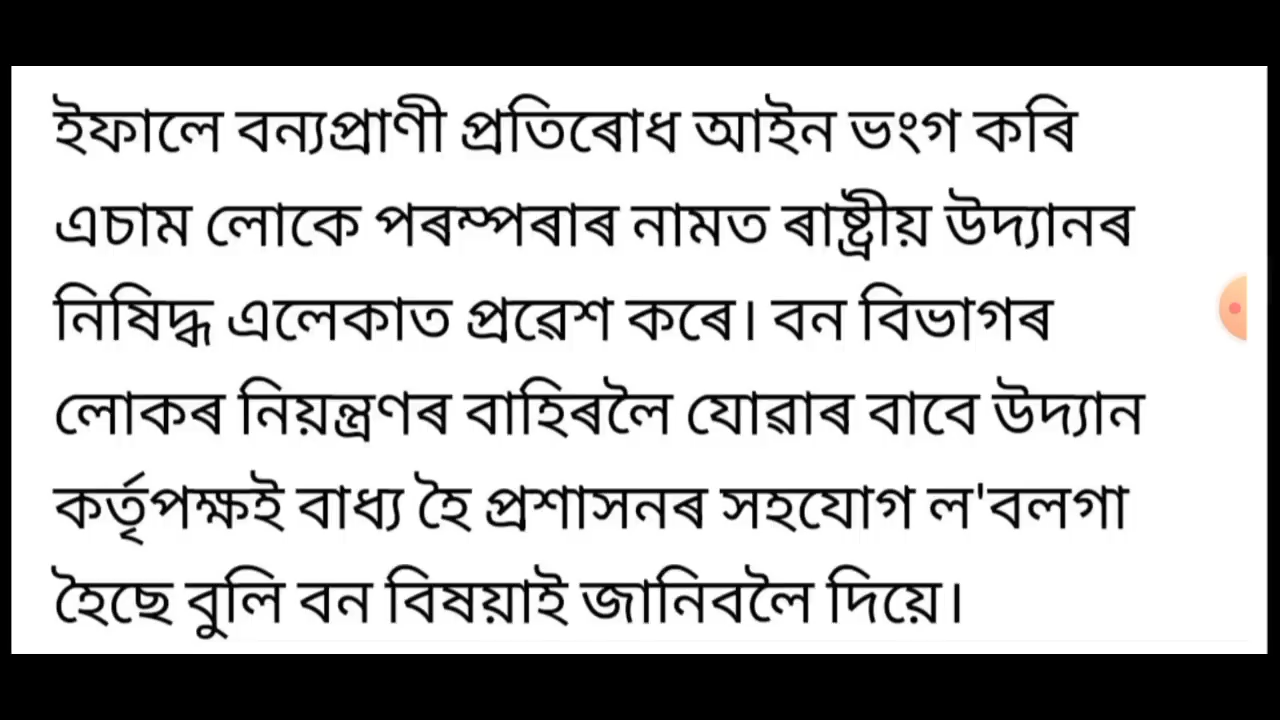 ইফালে বন্যপ্ৰাণী প্ৰতিৰোধ আইন ভংগ কৰি
এচাম লোকে পৰম্পৰাৰ নামত ৰাষ্ট্ৰীয় উদ্যানৰ
নিষিদ্ধ এলেকাত প্ৰৱেশ কৰে। বন বিভাগৰ
লোকৰ নিয়ন্ত্ৰণৰ বাহিৰলৈ যোৱাৰ বাবে উদ্যান
কৰ্তৃপক্ষই বাধ্য হৈ প্ৰশাসনৰ সহযোগ ল'বলগা
হৈছে বুলি বন বিষয়াই জানিবলৈ দিয়ে।